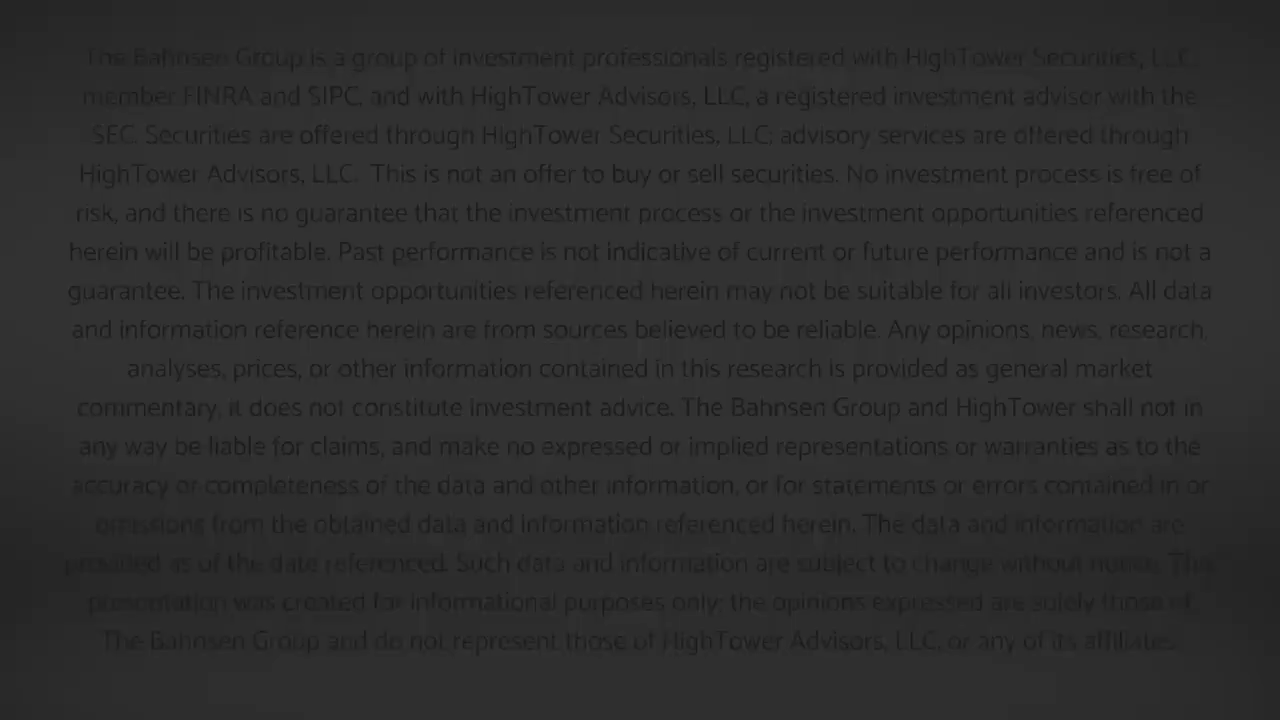 The Bahnsen Group is a group of investment professionals registered with HighTower Securities, LLC,
member FINRA and SIPC, and with HighTower Advisors, LLC, a registered investment advisor with the
SEC. Securities are offered through HighTower Securities, LLC; advisory services are offered through
HighTower Advisors, LLC. This is not an offer to buy or sell securities. No investment process is free of
risk, and there is no guarantee that the investment process or the investment opportunities referenced
herein will be profitable. Past performance is not indicative of current or future performance and is not a
guarantee. The investment opportunities referenced herein may not be suitable for all investors. All data
and information reference herein are from sources believed to be reliable. Any opinions, news, research,
analyses, prices, or other information contained in this research is provided as general market
commentary, it does not constitute investment advice. The Bahnsen Group and HighTower shall not in
any way be liable for claims, and make no expressed or implied representations or warranties as to the
accuracy or completeness of the data and other information, or for statements or errors contained in or
omissions from the obtained data and information referenced herein. The data and information are
provided as of the date referenced. Such data and information are subject to change without notice. This
presentation was created for informational purposes only; the opinions expressed are solely those of
The Bahnsen Group and do not represent those of HighTower Advisors, LLC, or any of its affiliates.